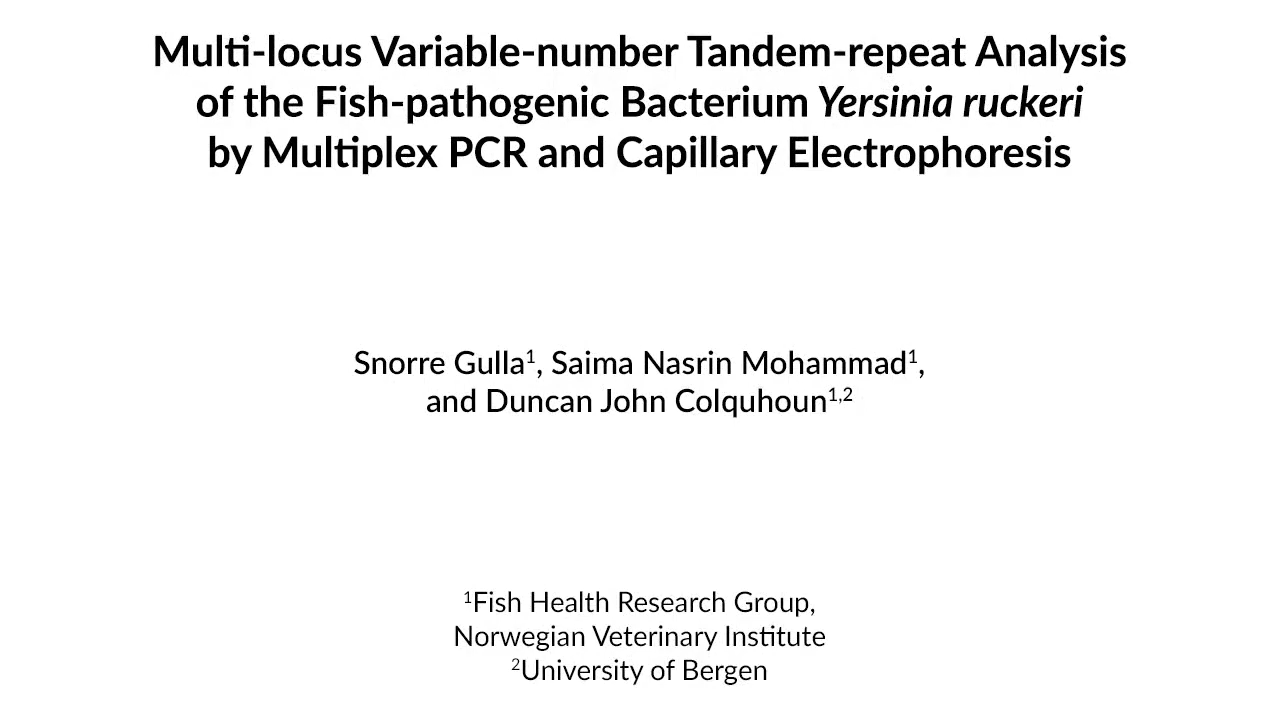 Multi-locus Variable-number Tandem-repeat Analysis
of the Fish-pathogenic Bacterium Yersinia ruckeri
by Multiplex PCR and Capillary Electrophoresis
Snorre Gulla¹, Saima Nasrin Mohammad¹,
and Duncan John Colquhoun¹,²
¹Fish Health Research Group,
Norwegian Veterinary Institute
²University of Bergen